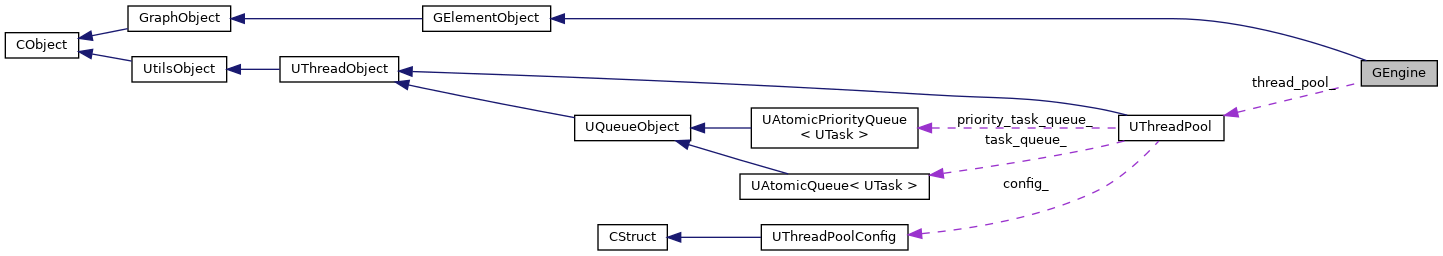 GraphObject
GElementObject
CObject
UtilsObject
UThreadObject
GEngine
thread_pool_
UAtomicPriorityQueue
< UTask >
priority_task_queue_
UThreadPool
UQueueObject
task_queue_
UAtomicQueue< UTask >
config_
CStruct
UThreadPoolConfig